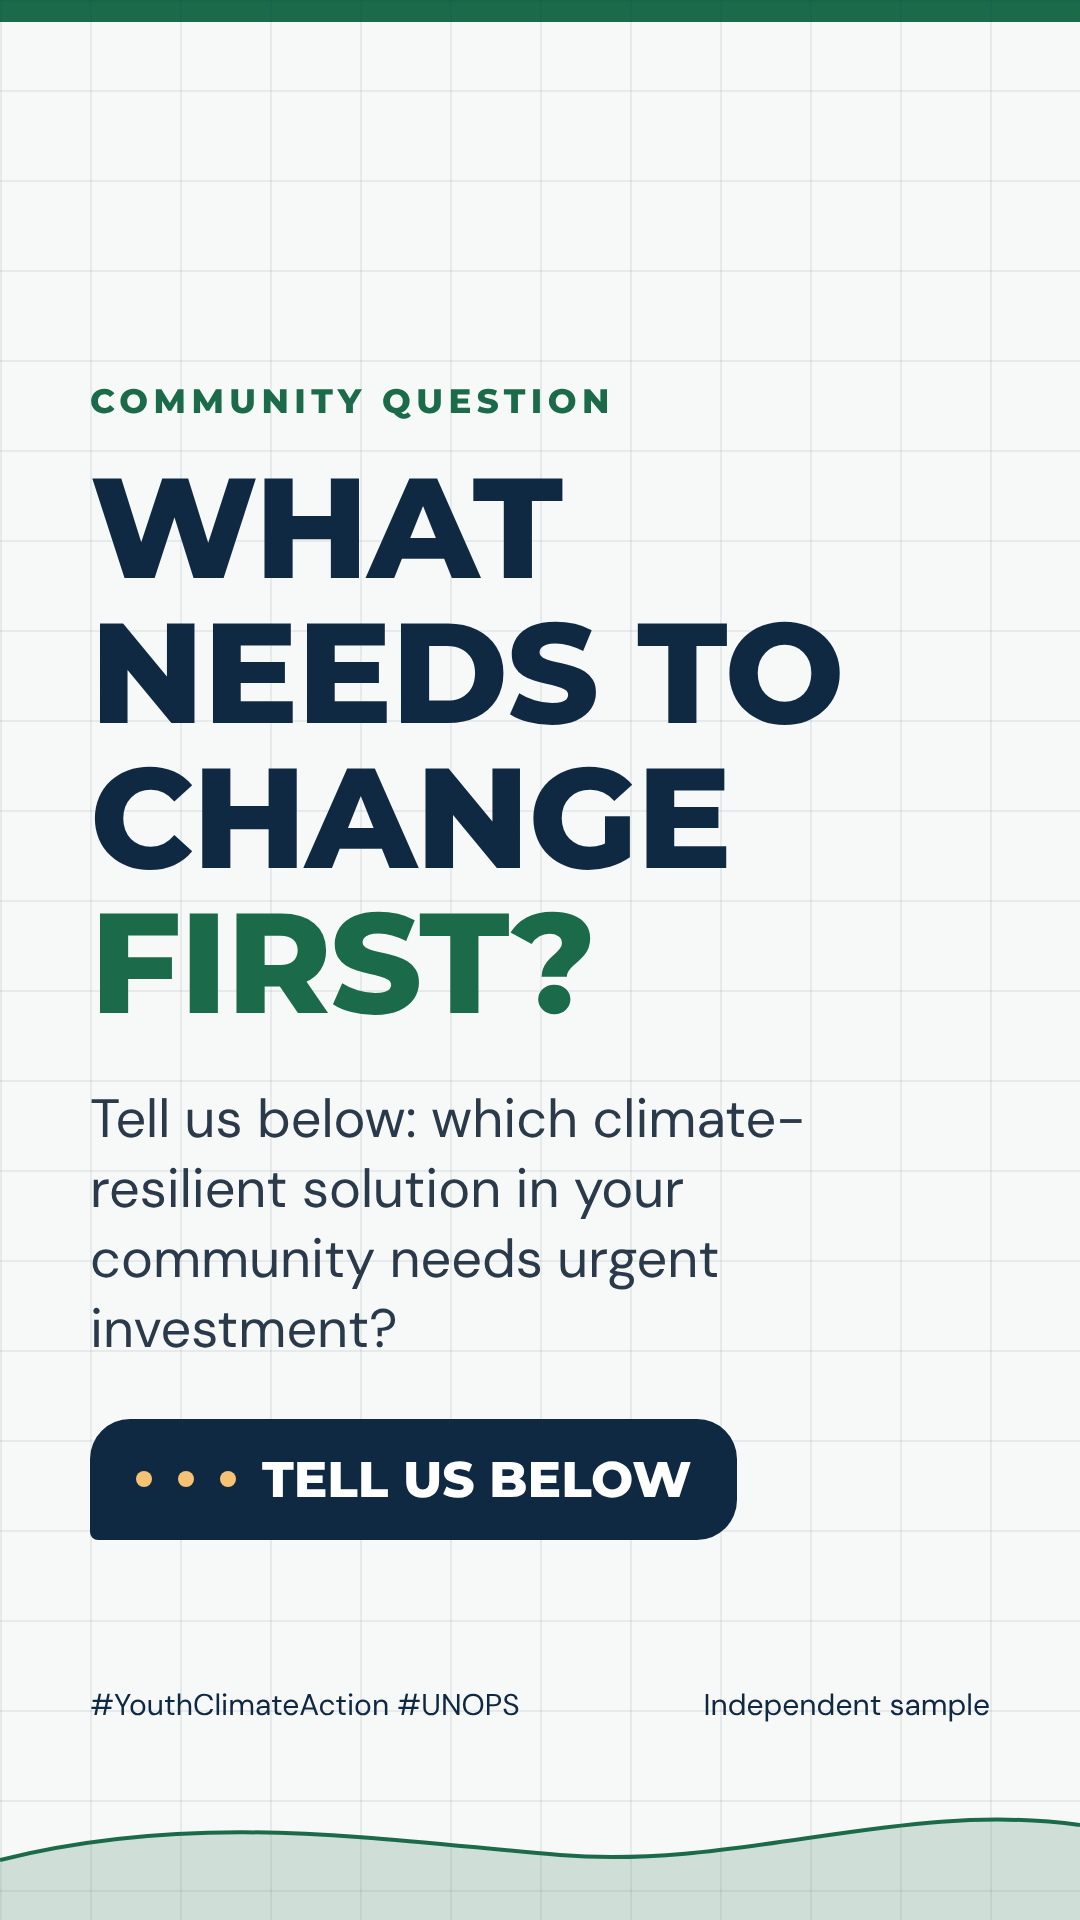 COMMUNITY QUESTION
WHAT
NEEDS TO
CHANGE
FIRST?
Tell us below: which climate-
resilient solution in your
community needs urgent
investment?
TELL US BELOW
#YouthClimateAction #UNOPS
Independent sample